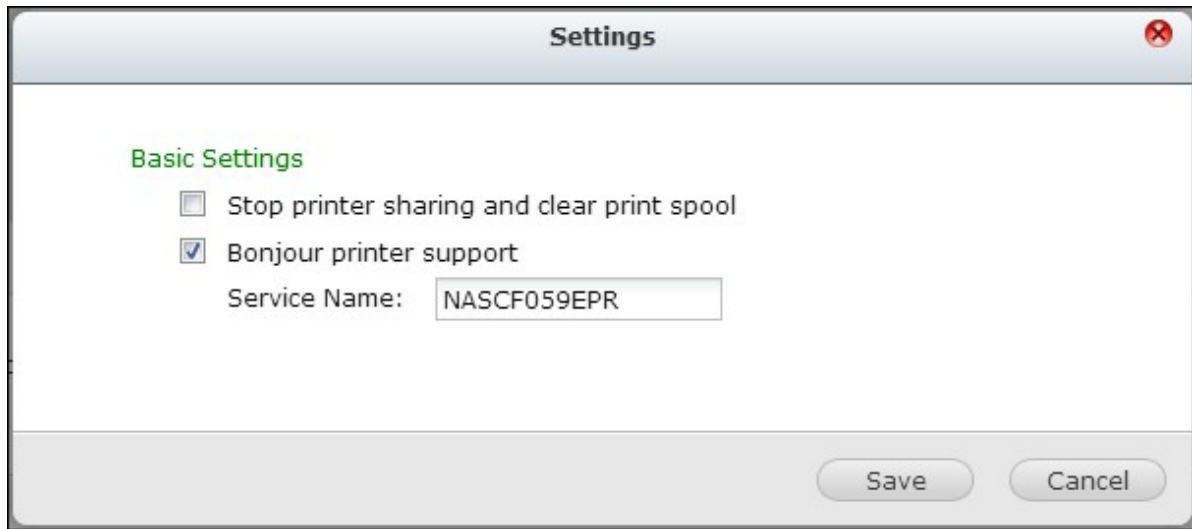 Settings
Basic Settings
Stop printer sharing and clear print spool
Bonjour printer support
Service Name: NASCF059EPR
Save Cancel